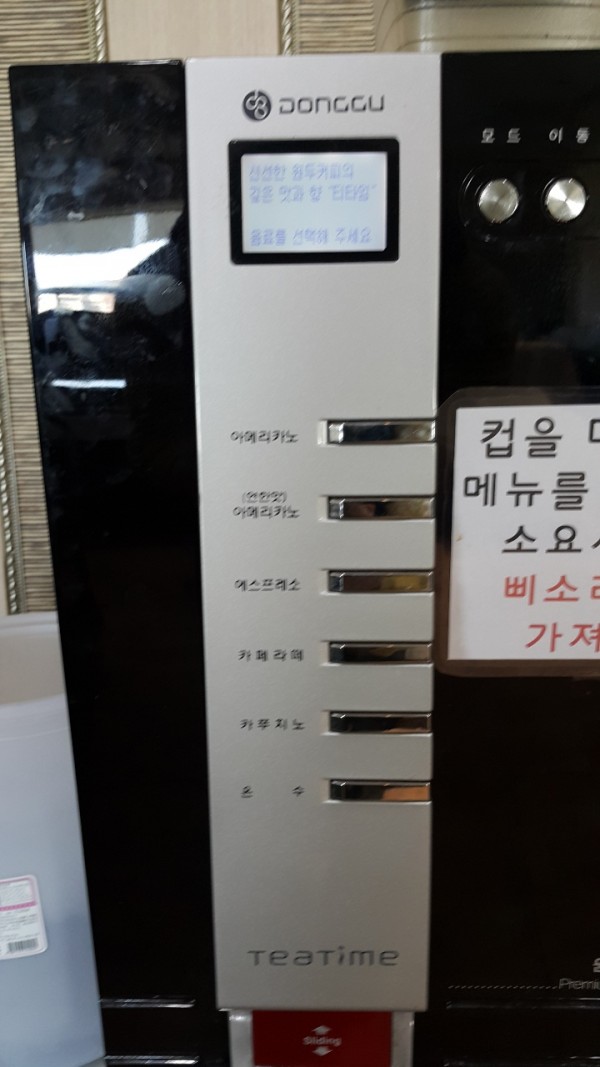 DONGGU
신선한 원두커피의
깊은 맛과 향 "티타임"
음료를 선택해 주세요
모드 이동
아메리카노
(연한맛)
아메리카노
에스프레소
카페라떼
카푸치노
온수
컵을
메뉴를
소요
삐소
가져
TeaTime
Sliding